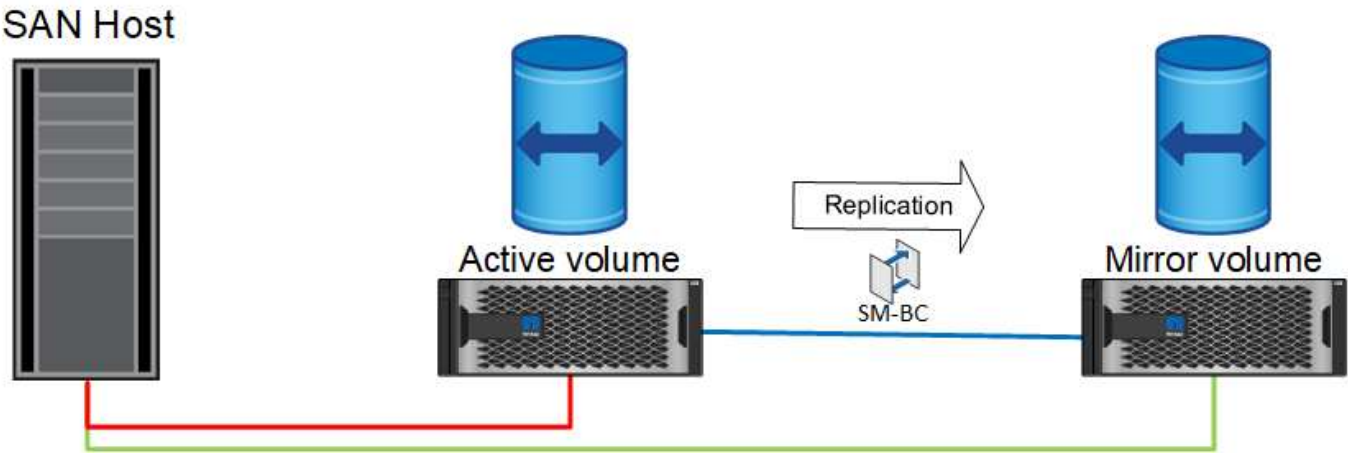 SAN Host
Replication
Active volume
Mirror volume
SM-BC